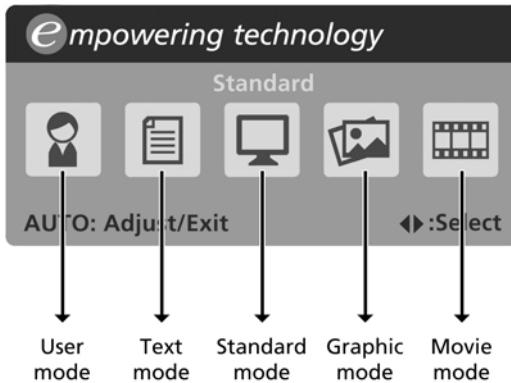 empowering technology
Standard
AUTO: Adjust/Exit ◀▶:Select
User mode
Text mode
Standard mode
Graphic mode
Movie mode